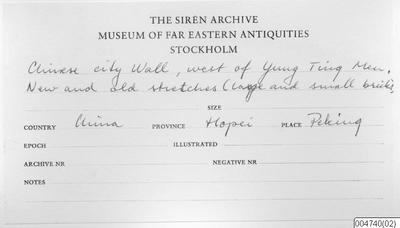 THE SIRÉN ARCHIVE
MUSEUM OF FAR EASTERN ANTIQUITIES
STOCKHOLM
Chinese city Wall, west of Yung Ting Men.
New and old stretches (large and small bricks
SIZE
COUNTRY China PROVINCE Hopei PLACE Peking
EPOCH ILLUSTRATED
ARCHIVE NR NEGATIVE NR
NOTES
004740(02)